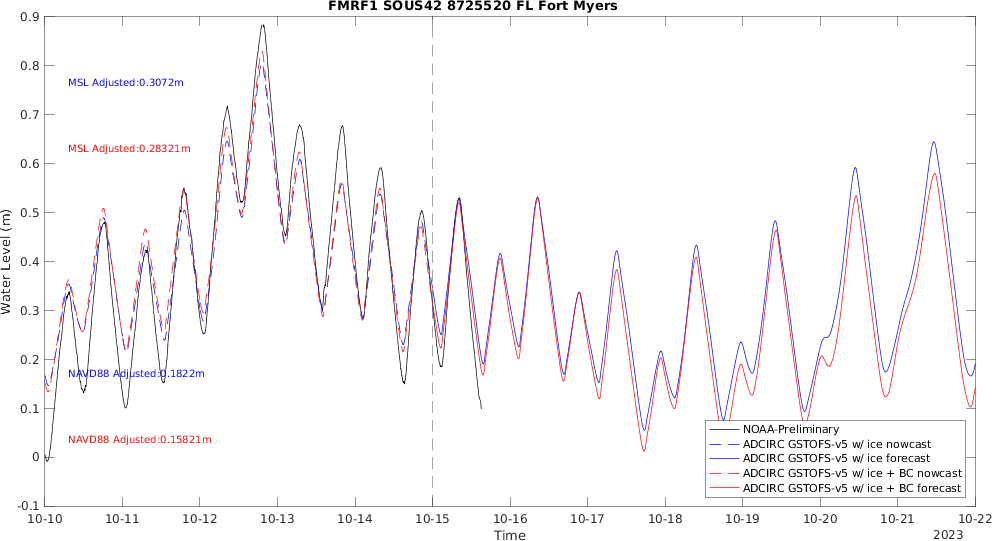 FMRF1 SOUS42 8725520 FL Fort Myers
0.9
0.8
0.7
0.6
0.5
0.4
0.3
0.2
0.1
0
-0.1
Water Level (m)
MSL Adjusted:0.3072m
MSL Adjusted:0.28321m
NAVD88 Adjusted:0.1822m
NAVD88 Adjusted:0.15821m
NOAA-Preliminary
ADCIRC GSTOFS-v5 w/ ice nowcast
ADCIRC GSTOFS-v5 w/ ice forecast
ADCIRC GSTOFS-v5 w/ ice + BC nowcast
ADCIRC GSTOFS-v5 w/ ice + BC forecast
10-10 10-11 10-12 10-13 10-14 10-15 10-16 10-17 10-18 10-19 10-20 10-21 10-22
Time
2023